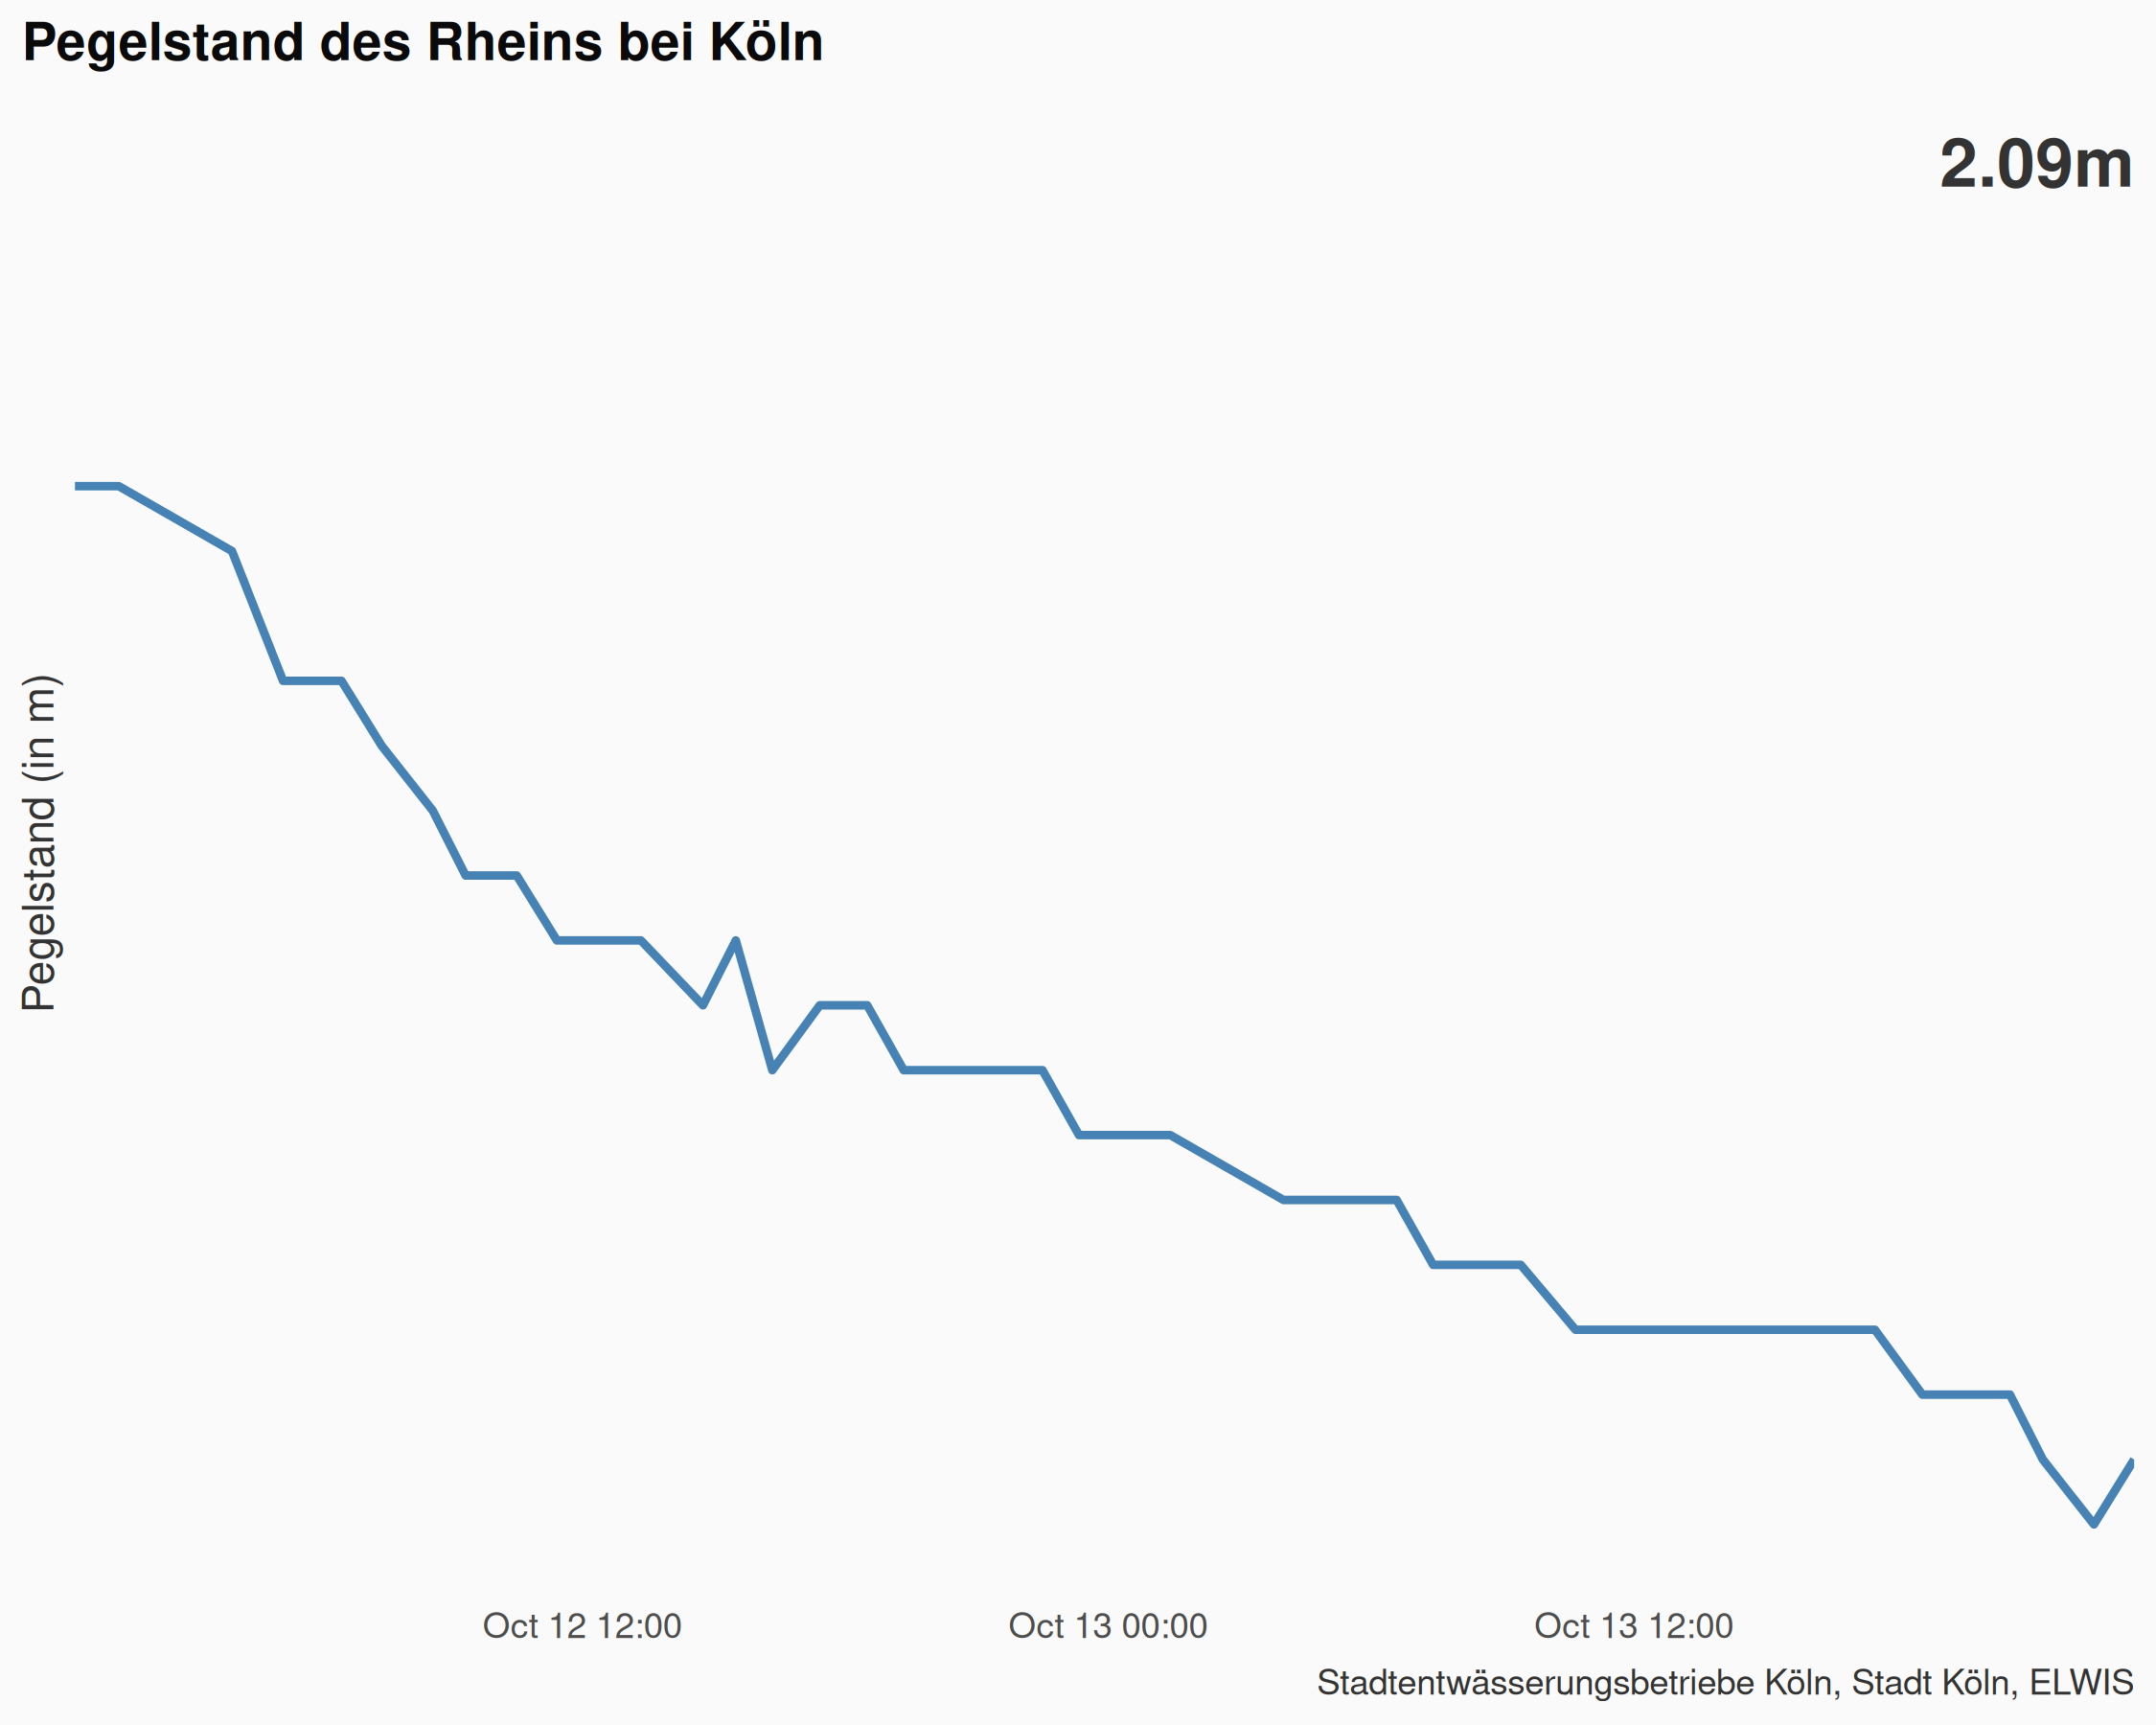 Pegelstand des Rheins bei Köln
2.09m
Pegelstand (in m)
Oct 12 12:00
Oct 13 00:00
Oct 13 12:00
Stadtentwässerungsbetriebe Köln, Stadt Köln, ELWIS